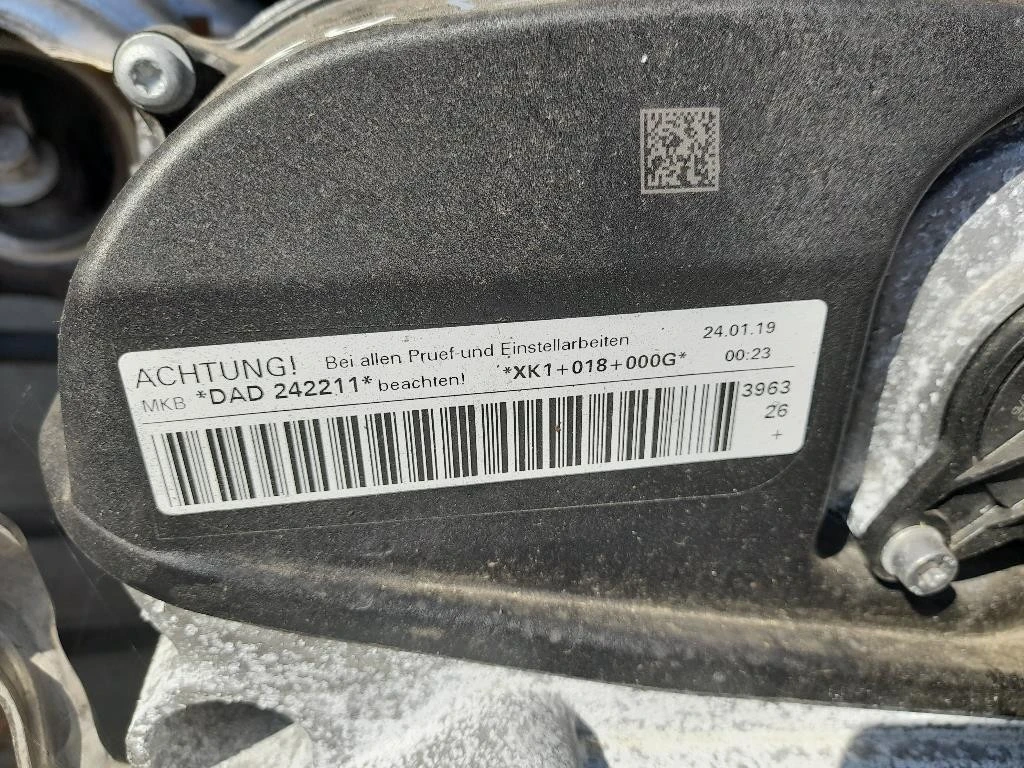 ACHTUNG! Bei allen Pruef-und Einstellarbeiten 24.01.19
MKB *DAD 242211* beachten! *XK1+018+000G* 00:23
3963
26
+